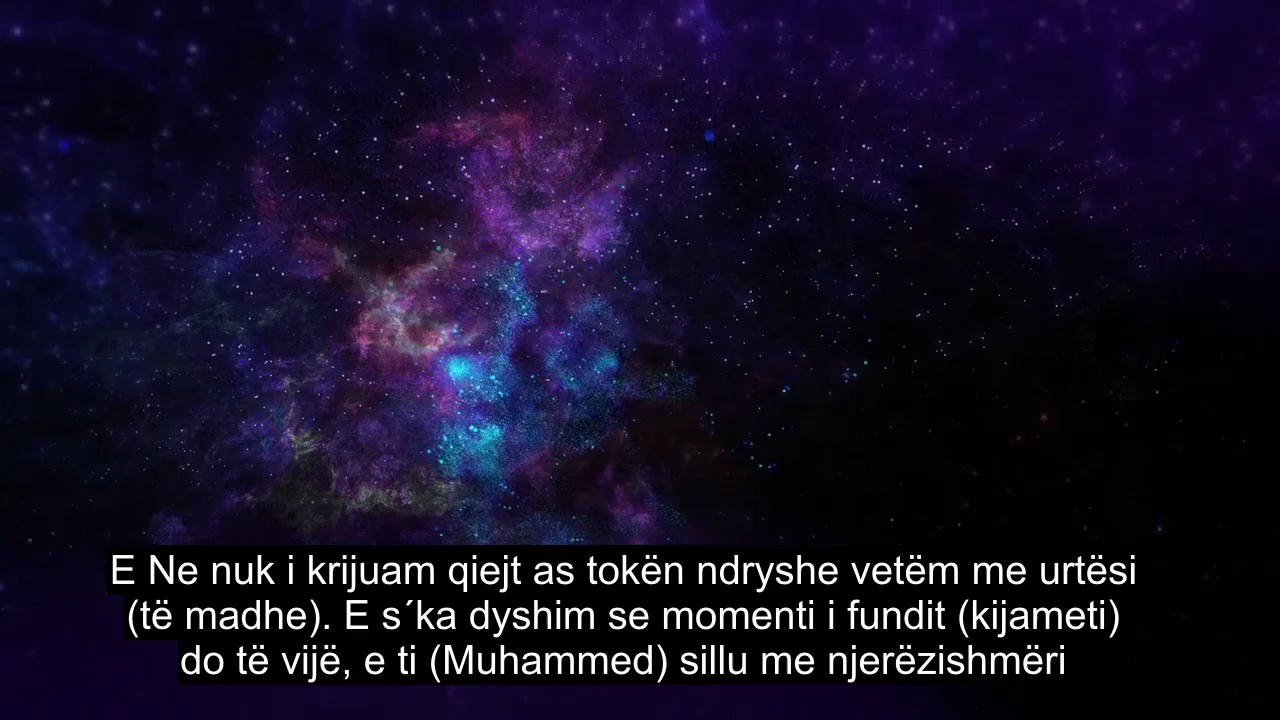 E Ne nuk i krijuam qiejt as tokën ndryshe vetëm me urtësi
(të madhe). E s´ka dyshim se momenti i fundit (kijameti)
do të vijë, e ti (Muhammed) sillu me njerëzishmëri